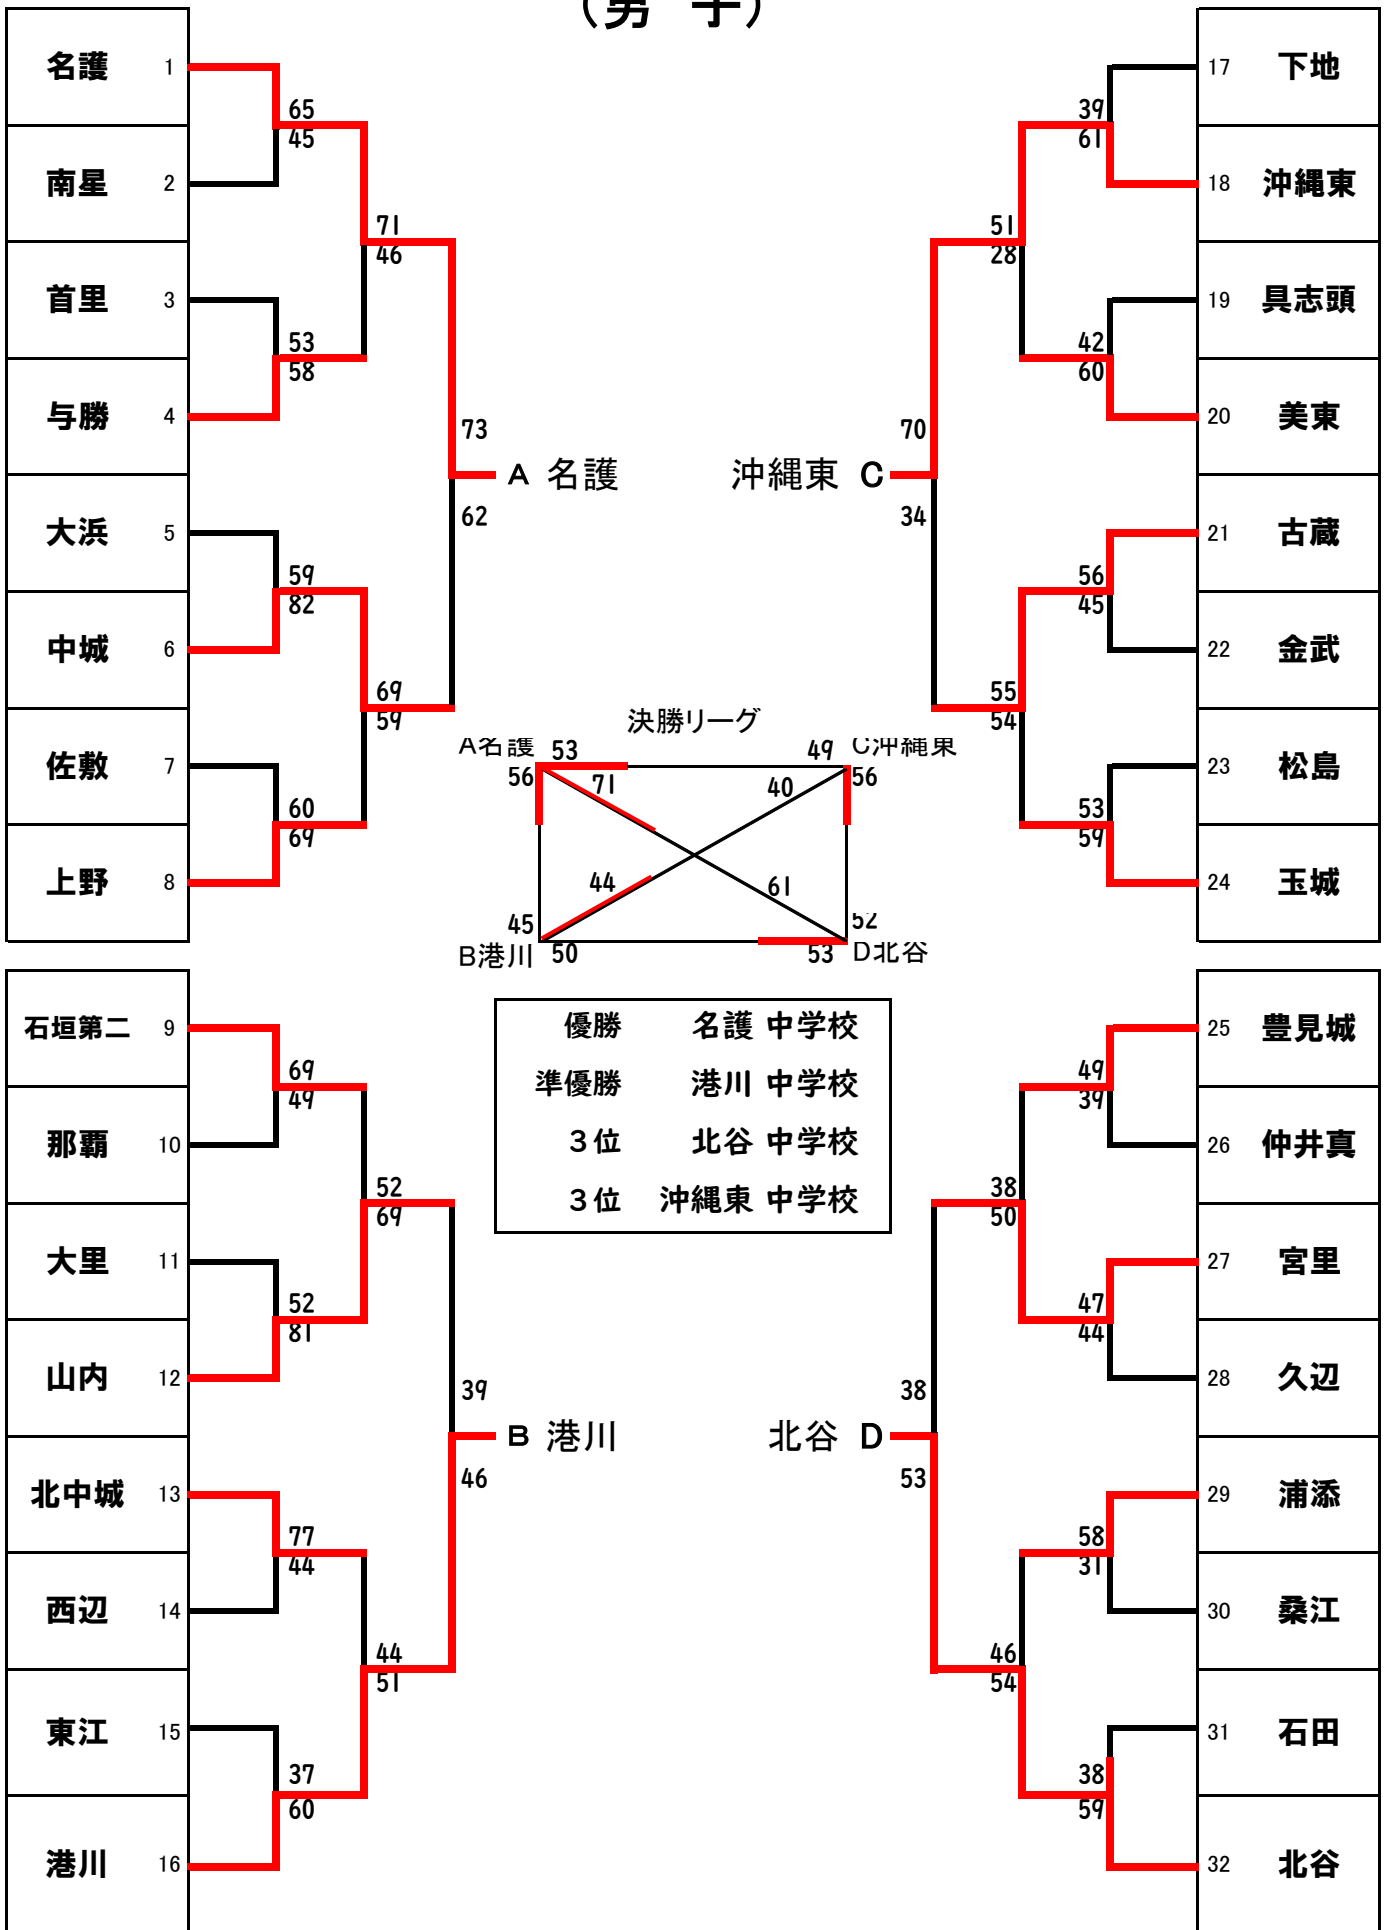 （男　子）
名護 1
65
45
南星 2
71
46
首里 3
53
58
与勝 4
73
A 名護
62
大浜 5
59
82
中城 6
69
59
佐敷 7
60
69
上野 8
17 下地
39
61
18 沖縄東
51
28
19 具志頭
42
60
20 美東
70
沖縄東 C
34
21 古蔵
56
45
22 金武
55
54
23 松島
53
59
24 玉城
決勝リーグ
A名護 53 49 C沖縄東
56 71 40 56
44 61
45 52
B港川 50 53 D北谷
優勝 名護 中学校
準優勝 港川 中学校
３位 北谷 中学校
３位 沖縄東 中学校
石垣第二 9
69
49
那覇 10
52
69
大里 11
52
81
山内 12
39
B 港川
46
北中城 13
77
44
西辺 14
44
51
東江 15
37
60
港川 16
25 豊見城
49
39
26 仲井真
38
50
27 宮里
47
44
28 久辺
38
北谷 D
53
29 浦添
58
31
30 桑江
46
54
31 石田
38
59
32 北谷